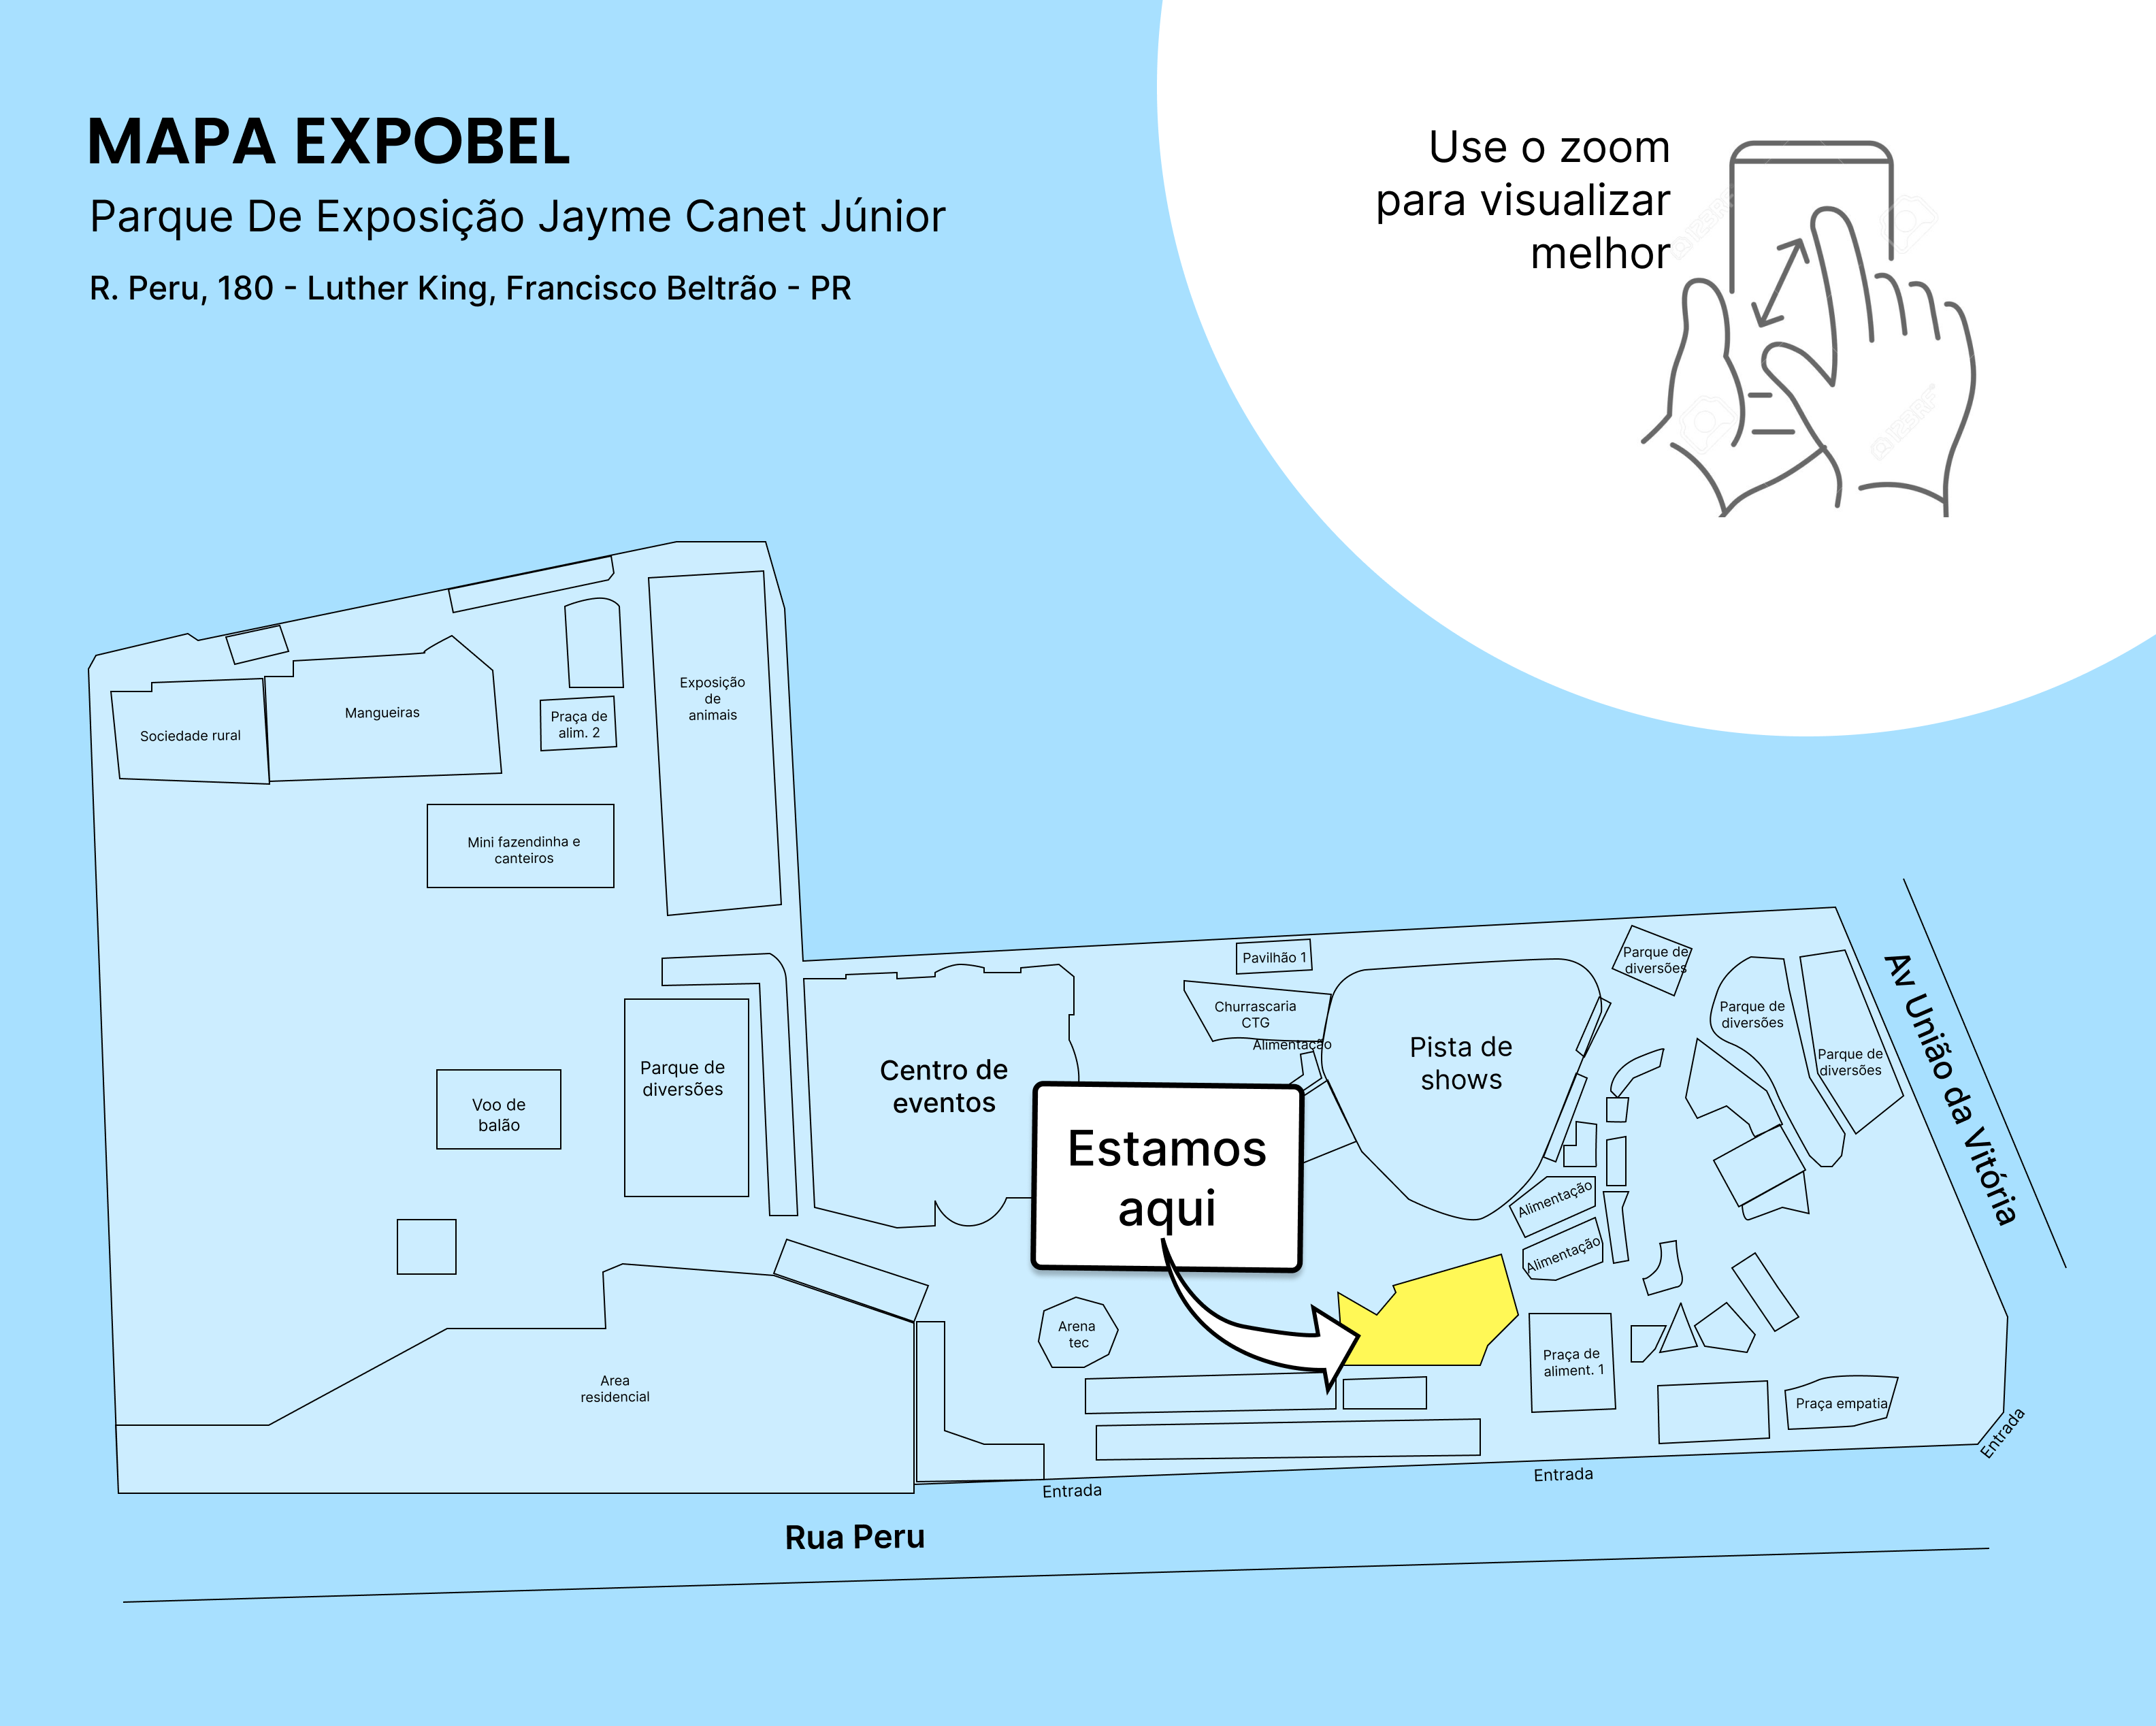 MAPA EXPOBEL
Parque De Exposição Jayme Canet Júnior
R. Peru, 180 - Luther King, Francisco Beltrão - PR
Use o zoom
para visualizar
melhor
123RF
123RF
Exposição
de
animais
Praça de
alim. 2
Mangueiras
Sociedade rural
Mini fazendinha e
canteiros
Parque de
diversões
Voo de
balão
Centro de
eventos
Pavilhão 1
Churrascaria
CTG
Alimentação
Pista de
shows
Parque de
diversões
Parque de
diversões
Parque de
diversões
Av União da Vitória
Estamos
aqui
Alimentação
Alimentação
Arena
tec
Praça de
aliment. 1
Area
residencial
Praça empatia
Entrada
Entrada
Entrada
Rua Peru